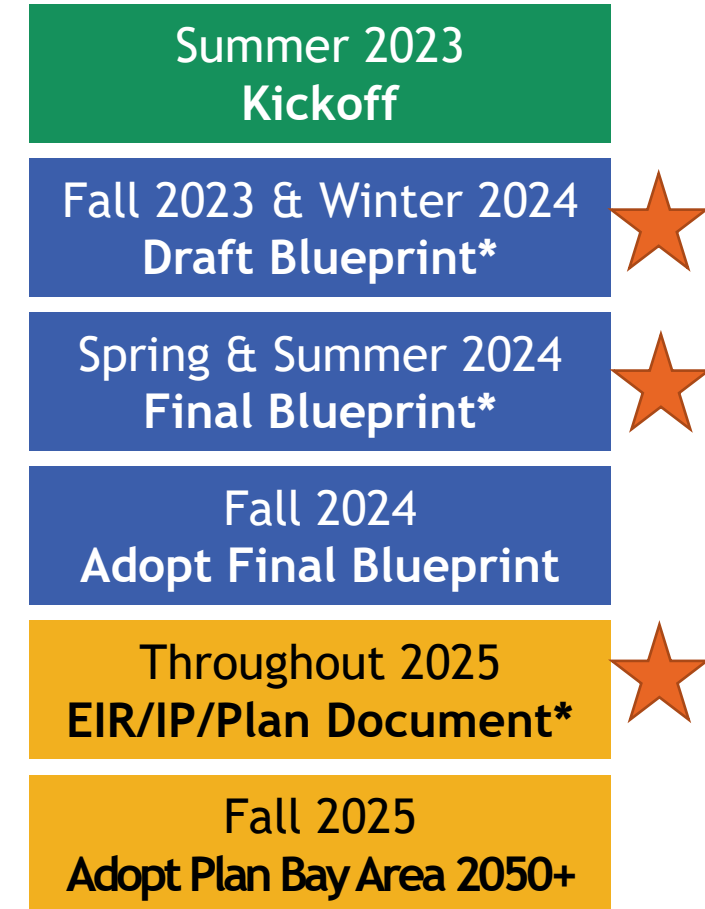 Summer 2023
Kickoff
Fall 2023 & Winter 2024
Draft Blueprint*
Spring & Summer 2024
Final Blueprint*
Fall 2024
Adopt Final Blueprint
Throughout 2025
EIR/IP/Plan Document*
Fall 2025
Adopt Plan Bay Area 2050+